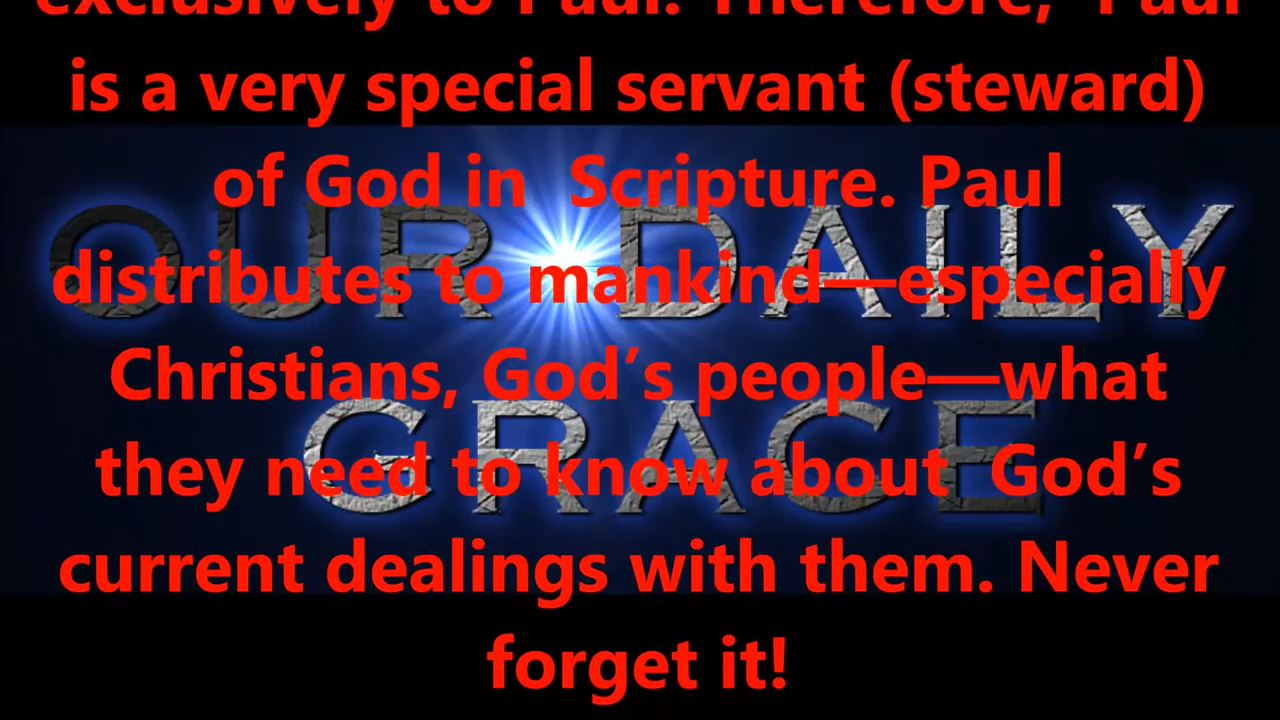 exclusively to Paul. Therefore, Paul
is a very special servant (steward)
of God in Scripture. Paul
distributes to mankind—especially
Christians, God’s people—what
they need to know about God’s
current dealings with them. Never
forget it!
OUR DAILY
GRACE